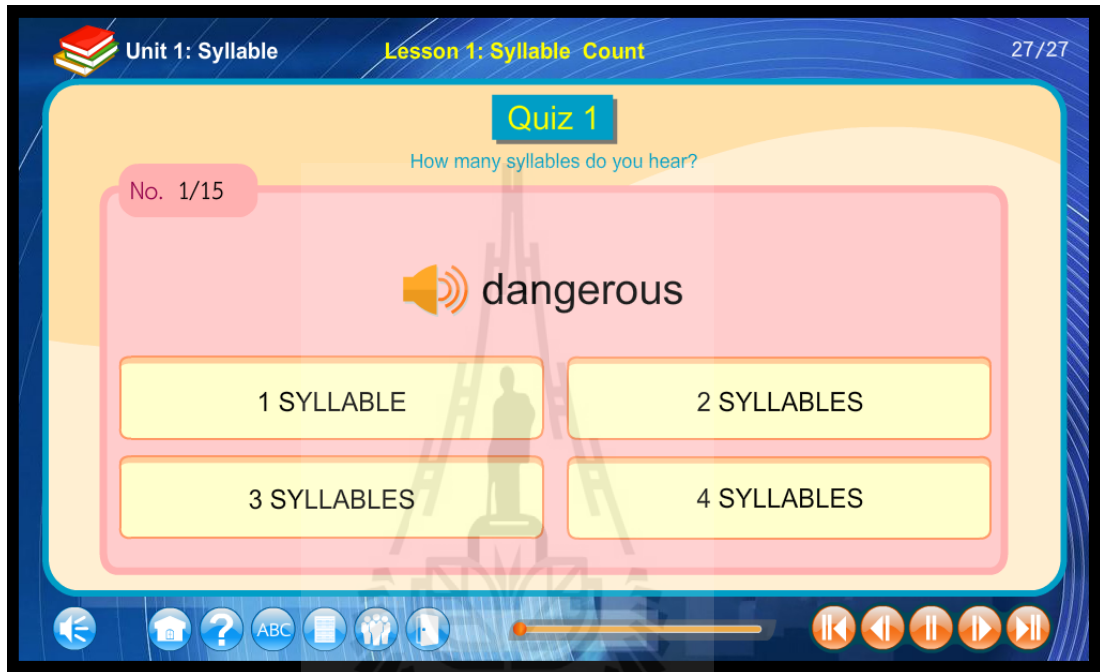 Unit 1: Syllable
Lesson 1: Syllable Count
27/27
Quiz 1
How many syllables do you hear?
No. 1/15
dangerous
1 SYLLABLE
2 SYLLABLES
3 SYLLABLES
4 SYLLABLES
?
ABC